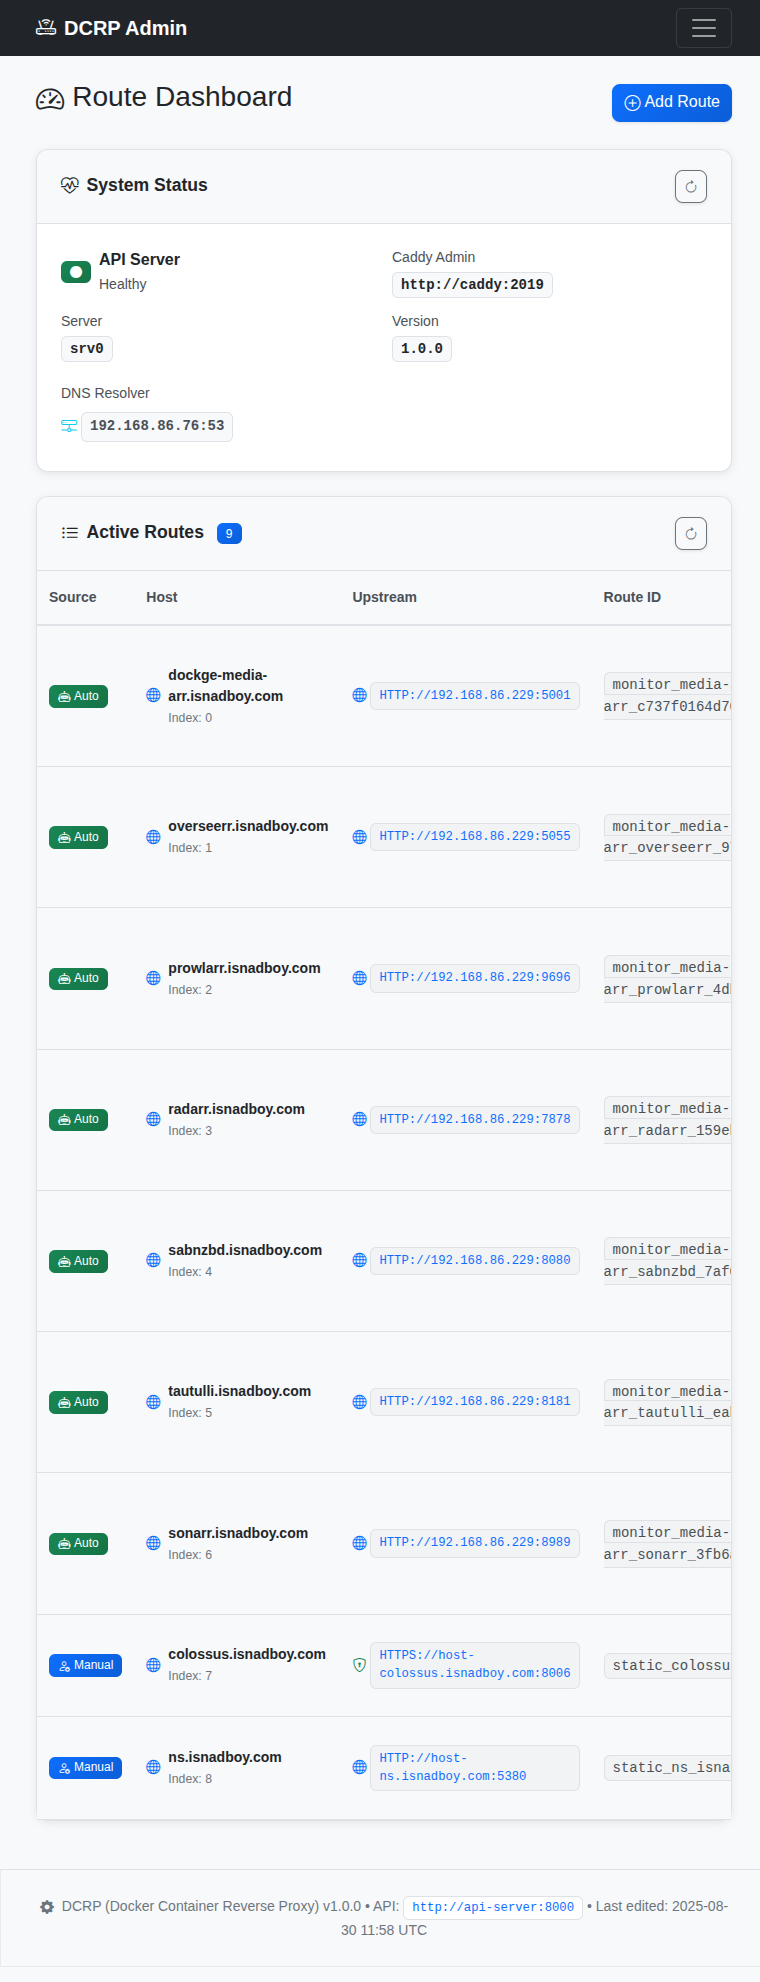 DCRP Admin
Route Dashboard
Add Route
System Status
API Server
Healthy
Caddy Admin
http://caddy:2019
Server
srv0
Version
1.0.0
DNS Resolver
192.168.86.76:53
Active Routes 9
Source Host Upstream Route ID
Auto
dockge-media-
arr.isnadboy.com
Index: 0
HTTP://192.168.86.229:5001
monitor_media-
arr_c737f0164d7
Auto
overseerr.isnadboy.com
Index: 1
HTTP://192.168.86.229:5055
monitor_media-
arr_overseerr_9
Auto
prowlarr.isnadboy.com
Index: 2
HTTP://192.168.86.229:9696
monitor_media-
arr_prowlarr_4d
Auto
radarr.isnadboy.com
Index: 3
HTTP://192.168.86.229:7878
monitor_media-
arr_radarr_159e
Auto
sabnzbd.isnadboy.com
Index: 4
HTTP://192.168.86.229:8080
monitor_media-
arr_sabnzbd_7af
Auto
tautulli.isnadboy.com
Index: 5
HTTP://192.168.86.229:8181
monitor_media-
arr_tautulli_ea
Auto
sonarr.isnadboy.com
Index: 6
HTTP://192.168.86.229:8989
monitor_media-
arr_sonarr_3fb6
Manual
colossus.isnadboy.com
Index: 7
HTTPS://host-
colossus.isnadboy.com:8006
static_colossu
Manual
ns.isnadboy.com
Index: 8
HTTP://host-
ns.isnadboy.com:5380
static_ns_isna
DCRP (Docker Container Reverse Proxy) v1.0.0 • API: http://api-server:8000 • Last edited: 2025-08-
30 11:58 UTC